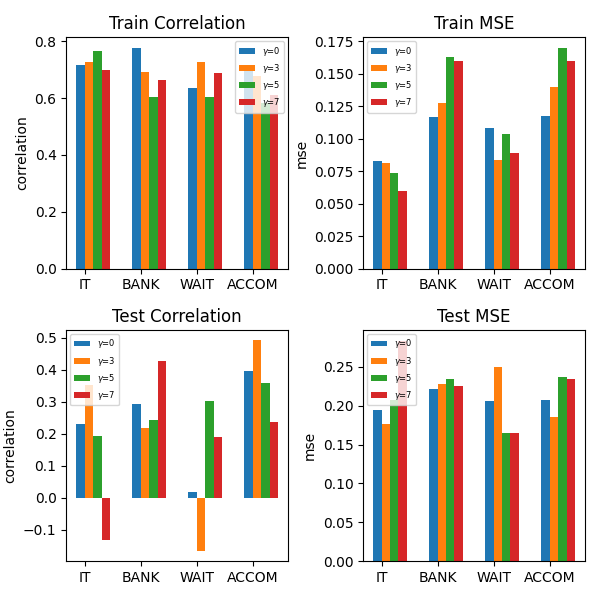 Train Correlation
correlation
0.8
0.6
0.4
0.2
0.0
γ=0
γ=3
γ=5
γ=7
IT BANK WAIT ACCOM
Train MSE
mse
0.175
0.150
0.125
0.100
0.075
0.050
0.025
0.000
γ=0
γ=3
γ=5
γ=7
IT BANK WAIT ACCOM
Test Correlation
correlation
0.5
0.4
0.3
0.2
0.1
0.0
−0.1
γ=0
γ=3
γ=5
γ=7
IT BANK WAIT ACCOM
Test MSE
mse
0.25
0.20
0.15
0.10
0.05
0.00
γ=0
γ=3
γ=5
γ=7
IT BANK WAIT ACCOM